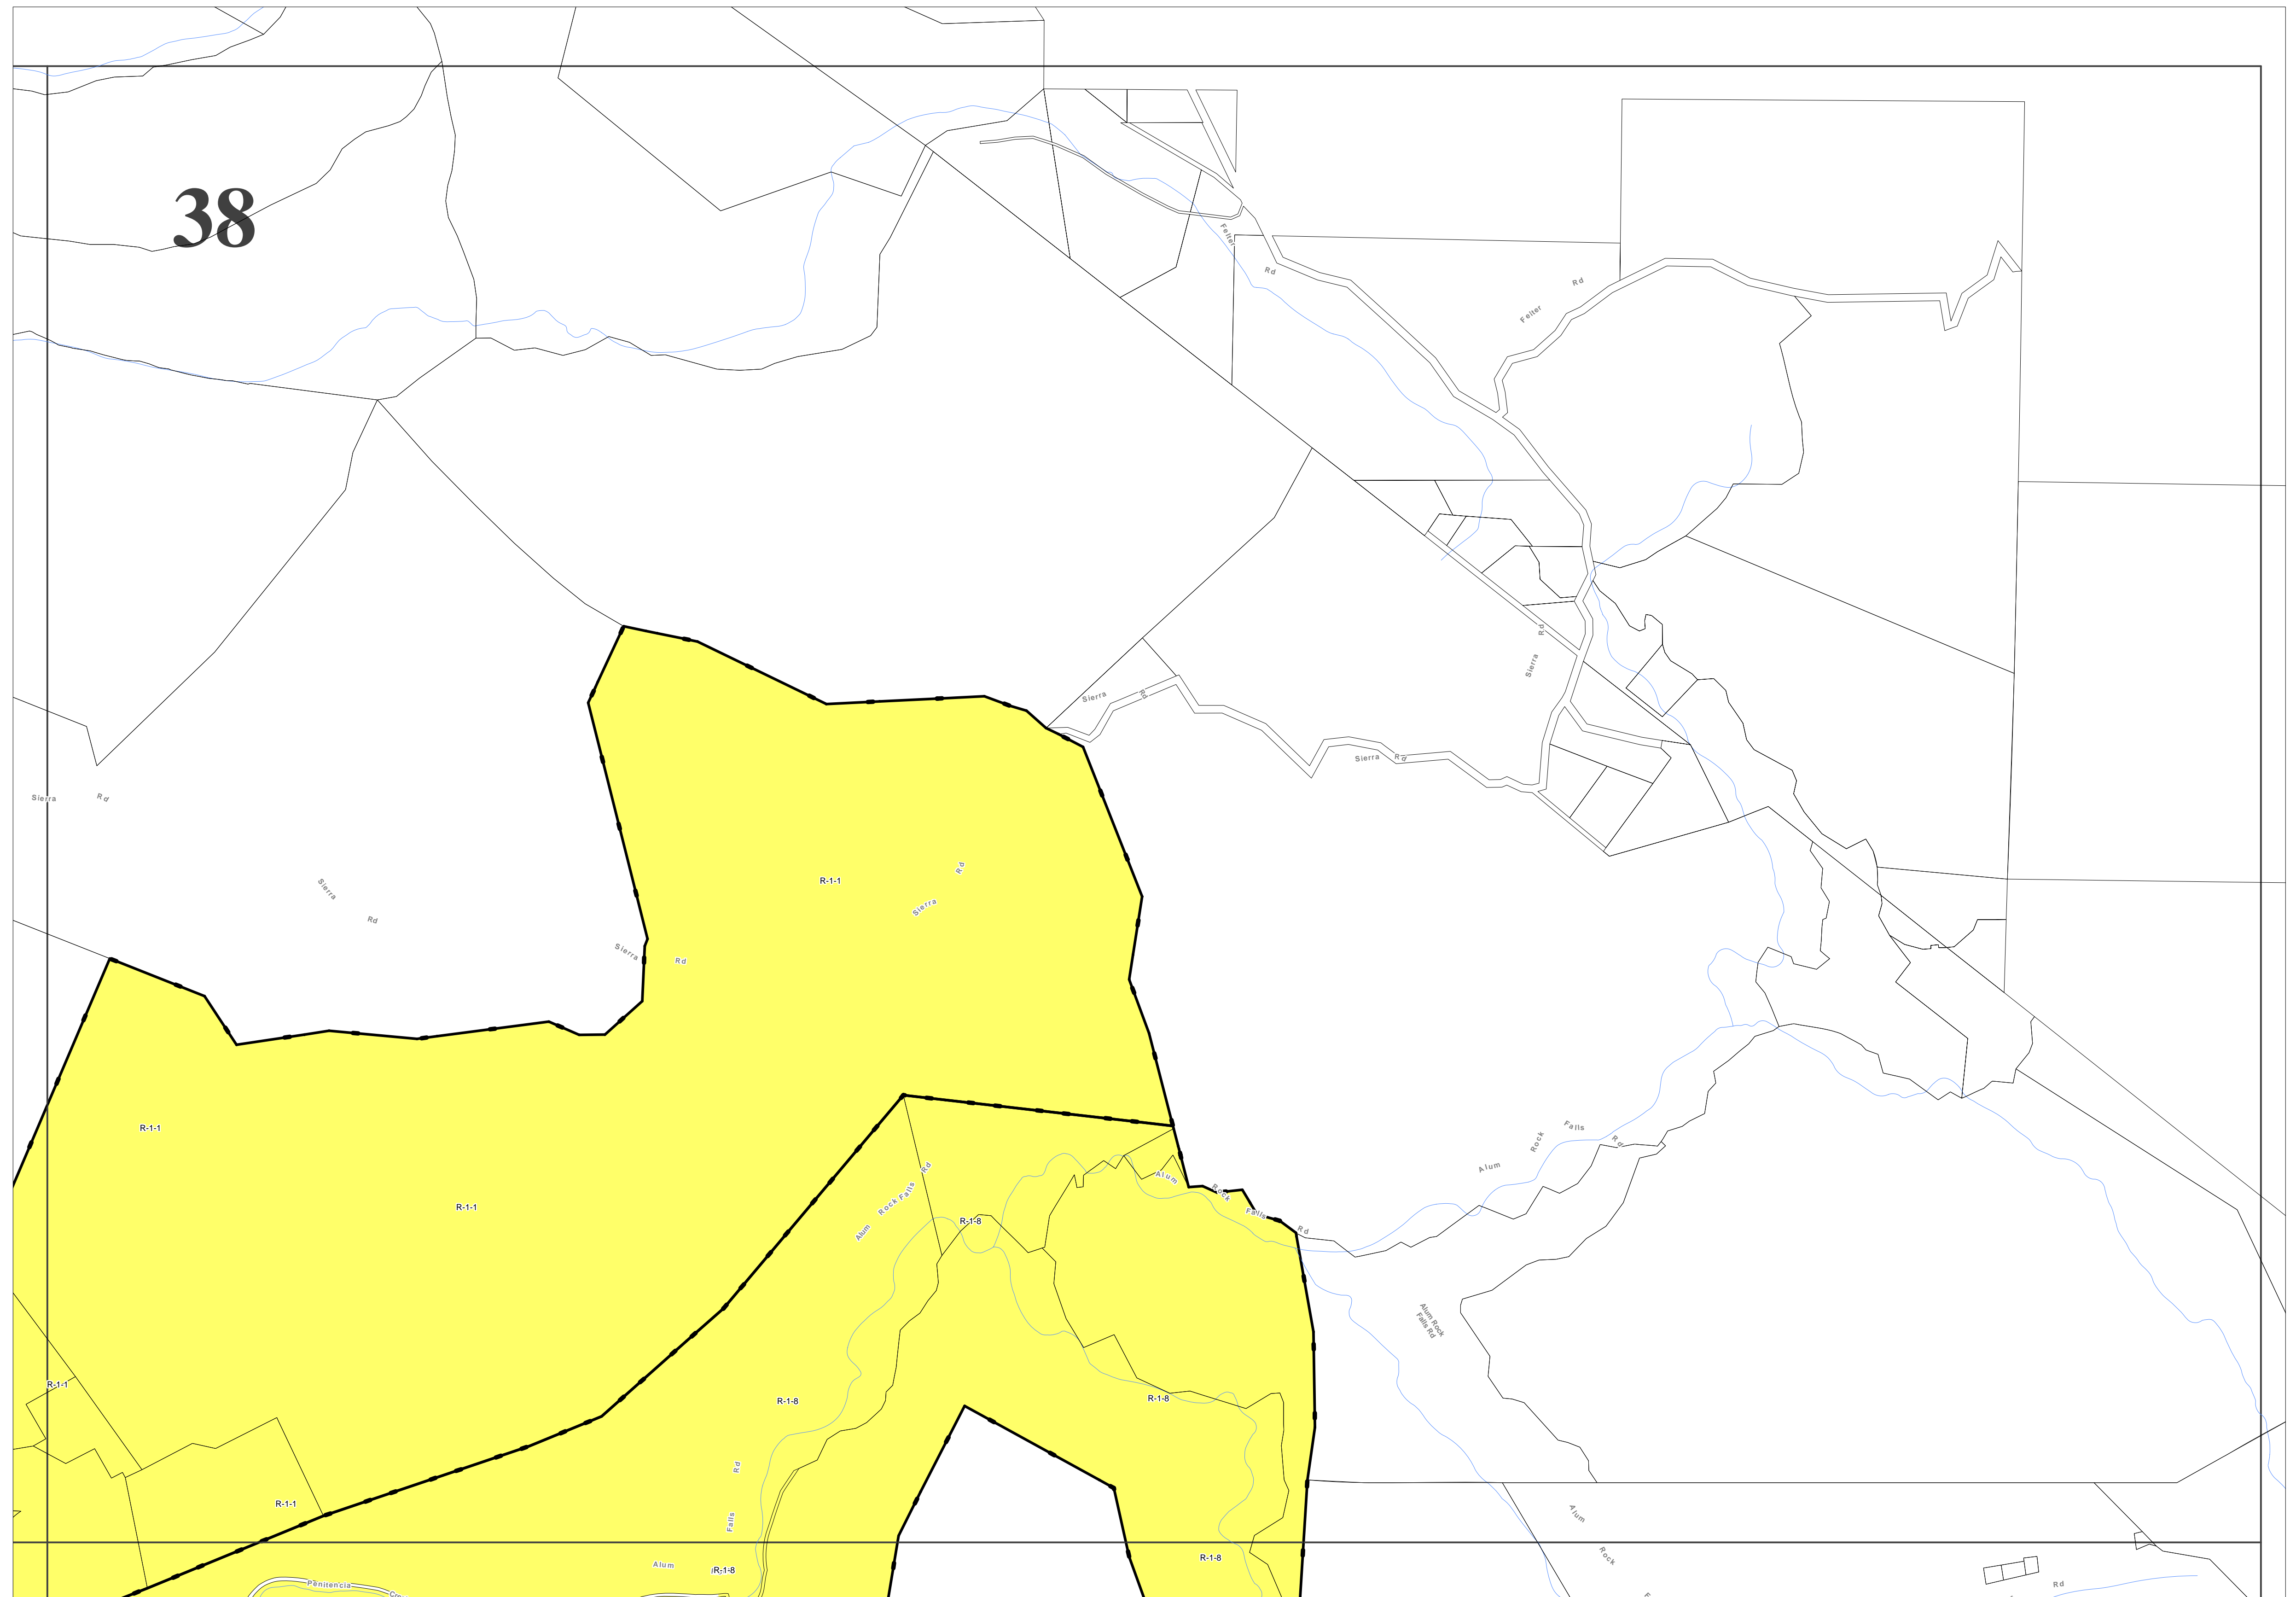 38
Felter
Rd
Felter Rd
Sierra Rd
Sierra Rd
Sierra Rd
Sierra Rd
Sierra Rd
R-1-1
Sierra Rd
Sierra Rd
R-1-1
Alum Rock Falls Rd
Alum Rock Falls Rd
Alum Rock Falls Rd
R-1-1
R-1-8
Alum Rock
Falls Rd
R-1-1
R-1-8
R-1-8
Falls Rd
R-1-1
Alum
Rock
R-1-8
Alum
R-1-8
Penitencia
Rd